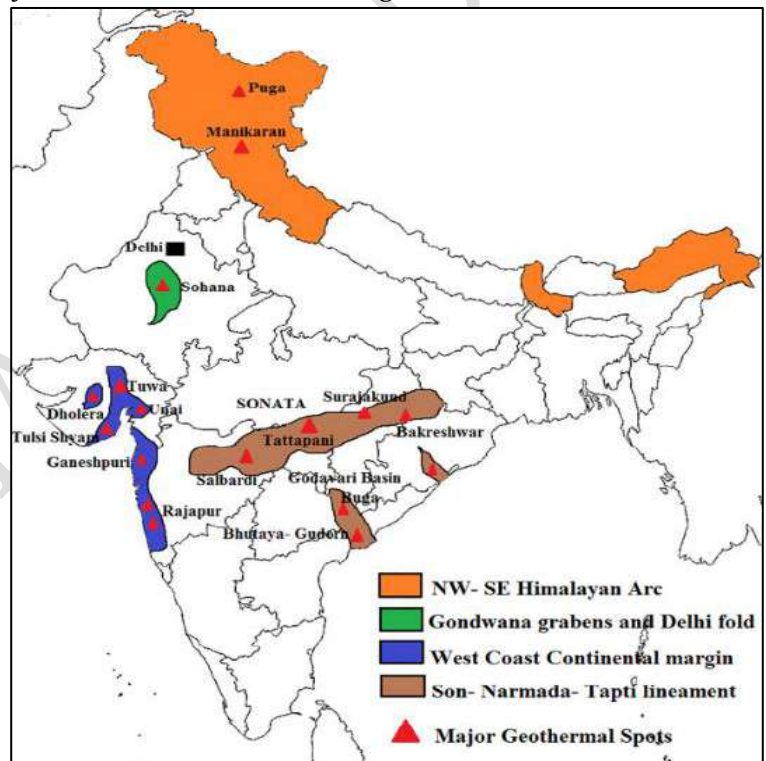 Puga
Manikaran
Delhi
Sohana
Tuwa
Dholera
Unai
Tulsi Shyam
Ganeshpuri
Rajapur
SONATA
Surajakund
Tattapani
Bakreshwar
Salbardi
Godavari Basin
Buga
Bhutaya- Gudem
NW- SE Himalayan Arc
Gondwana grabens and Delhi fold
West Coast Continental margin
Son- Narmada- Tapti lineament
Major Geothermal Spots